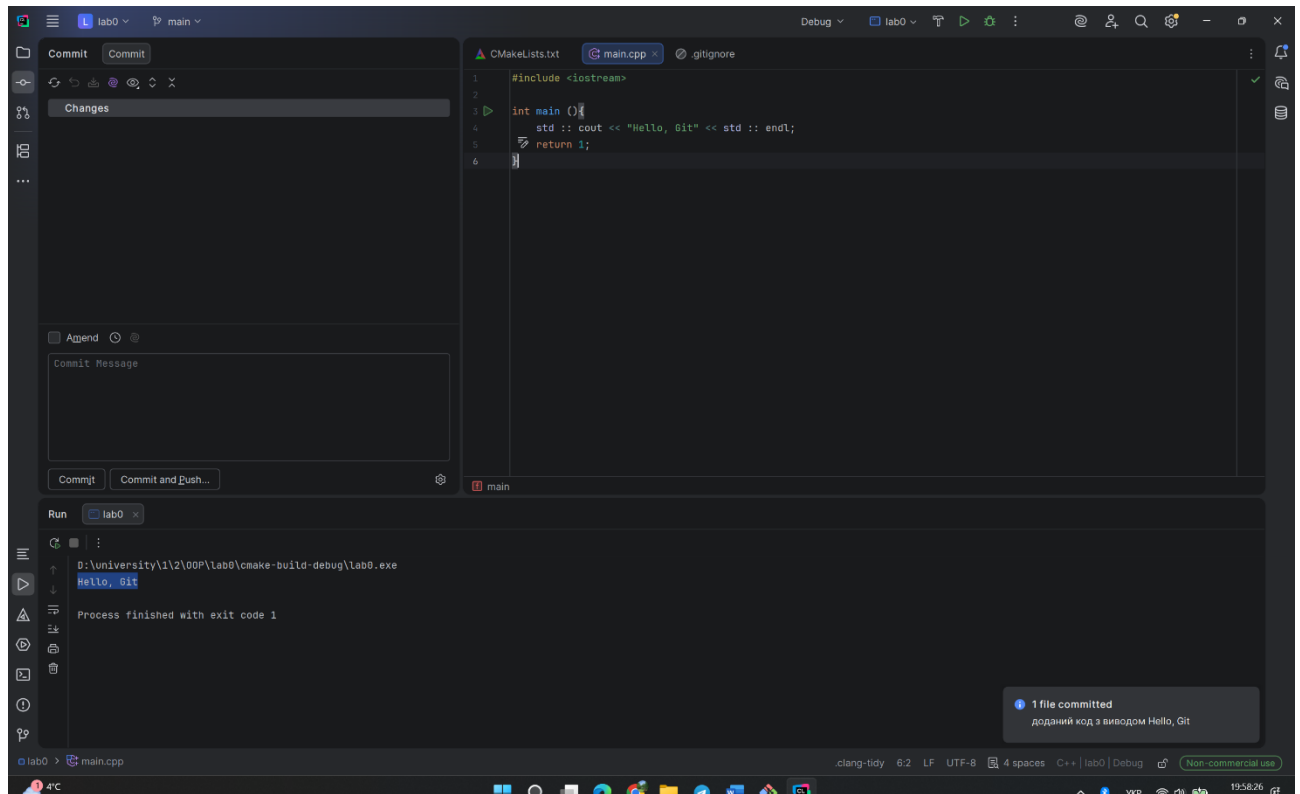 L lab0 main Debug lab0
Commit Commit
CMakeLists.txt main.cpp .gitignore
Changes
1 #include <iostream>
2
3 int main (){
4 std :: cout << "Hello, Git" << std :: endl;
5 return 1;
6 }
Amend
Commit Message
Commit Commit and Push...
main
Run lab0
D:\university\1\2\OOP\lab0\cmake-build-debug\lab0.exe
Hello, Git
Process finished with exit code 1
1 file committed
доданий код з виводом Hello, Git
lab0 > main.cpp .clang-tidy 6:2 LF UTF-8 4 spaces C++ | lab0 | Debug Non-commercial use
1 4°C УКР 19:58:26